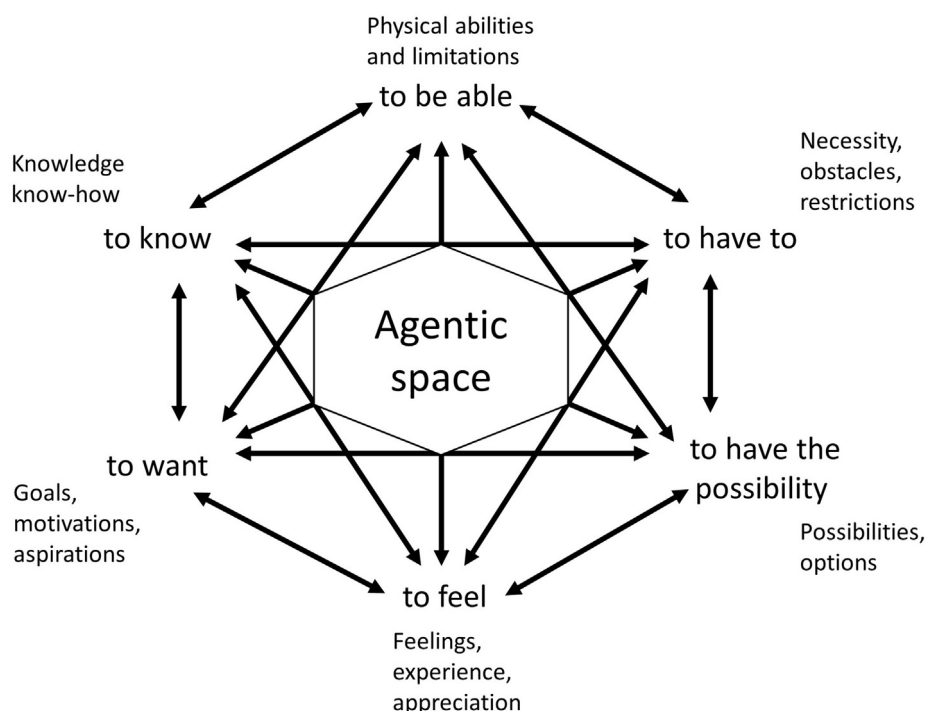 Physical abilities
and limitations
to be able
Knowledge
know-how
to know
Necessity,
obstacles,
restrictions
to have to
Agentic
space
to want
Goals,
motivations,
aspirations
to have the
possibility
Possibilities,
options
to feel
Feelings,
experience,
appreciation